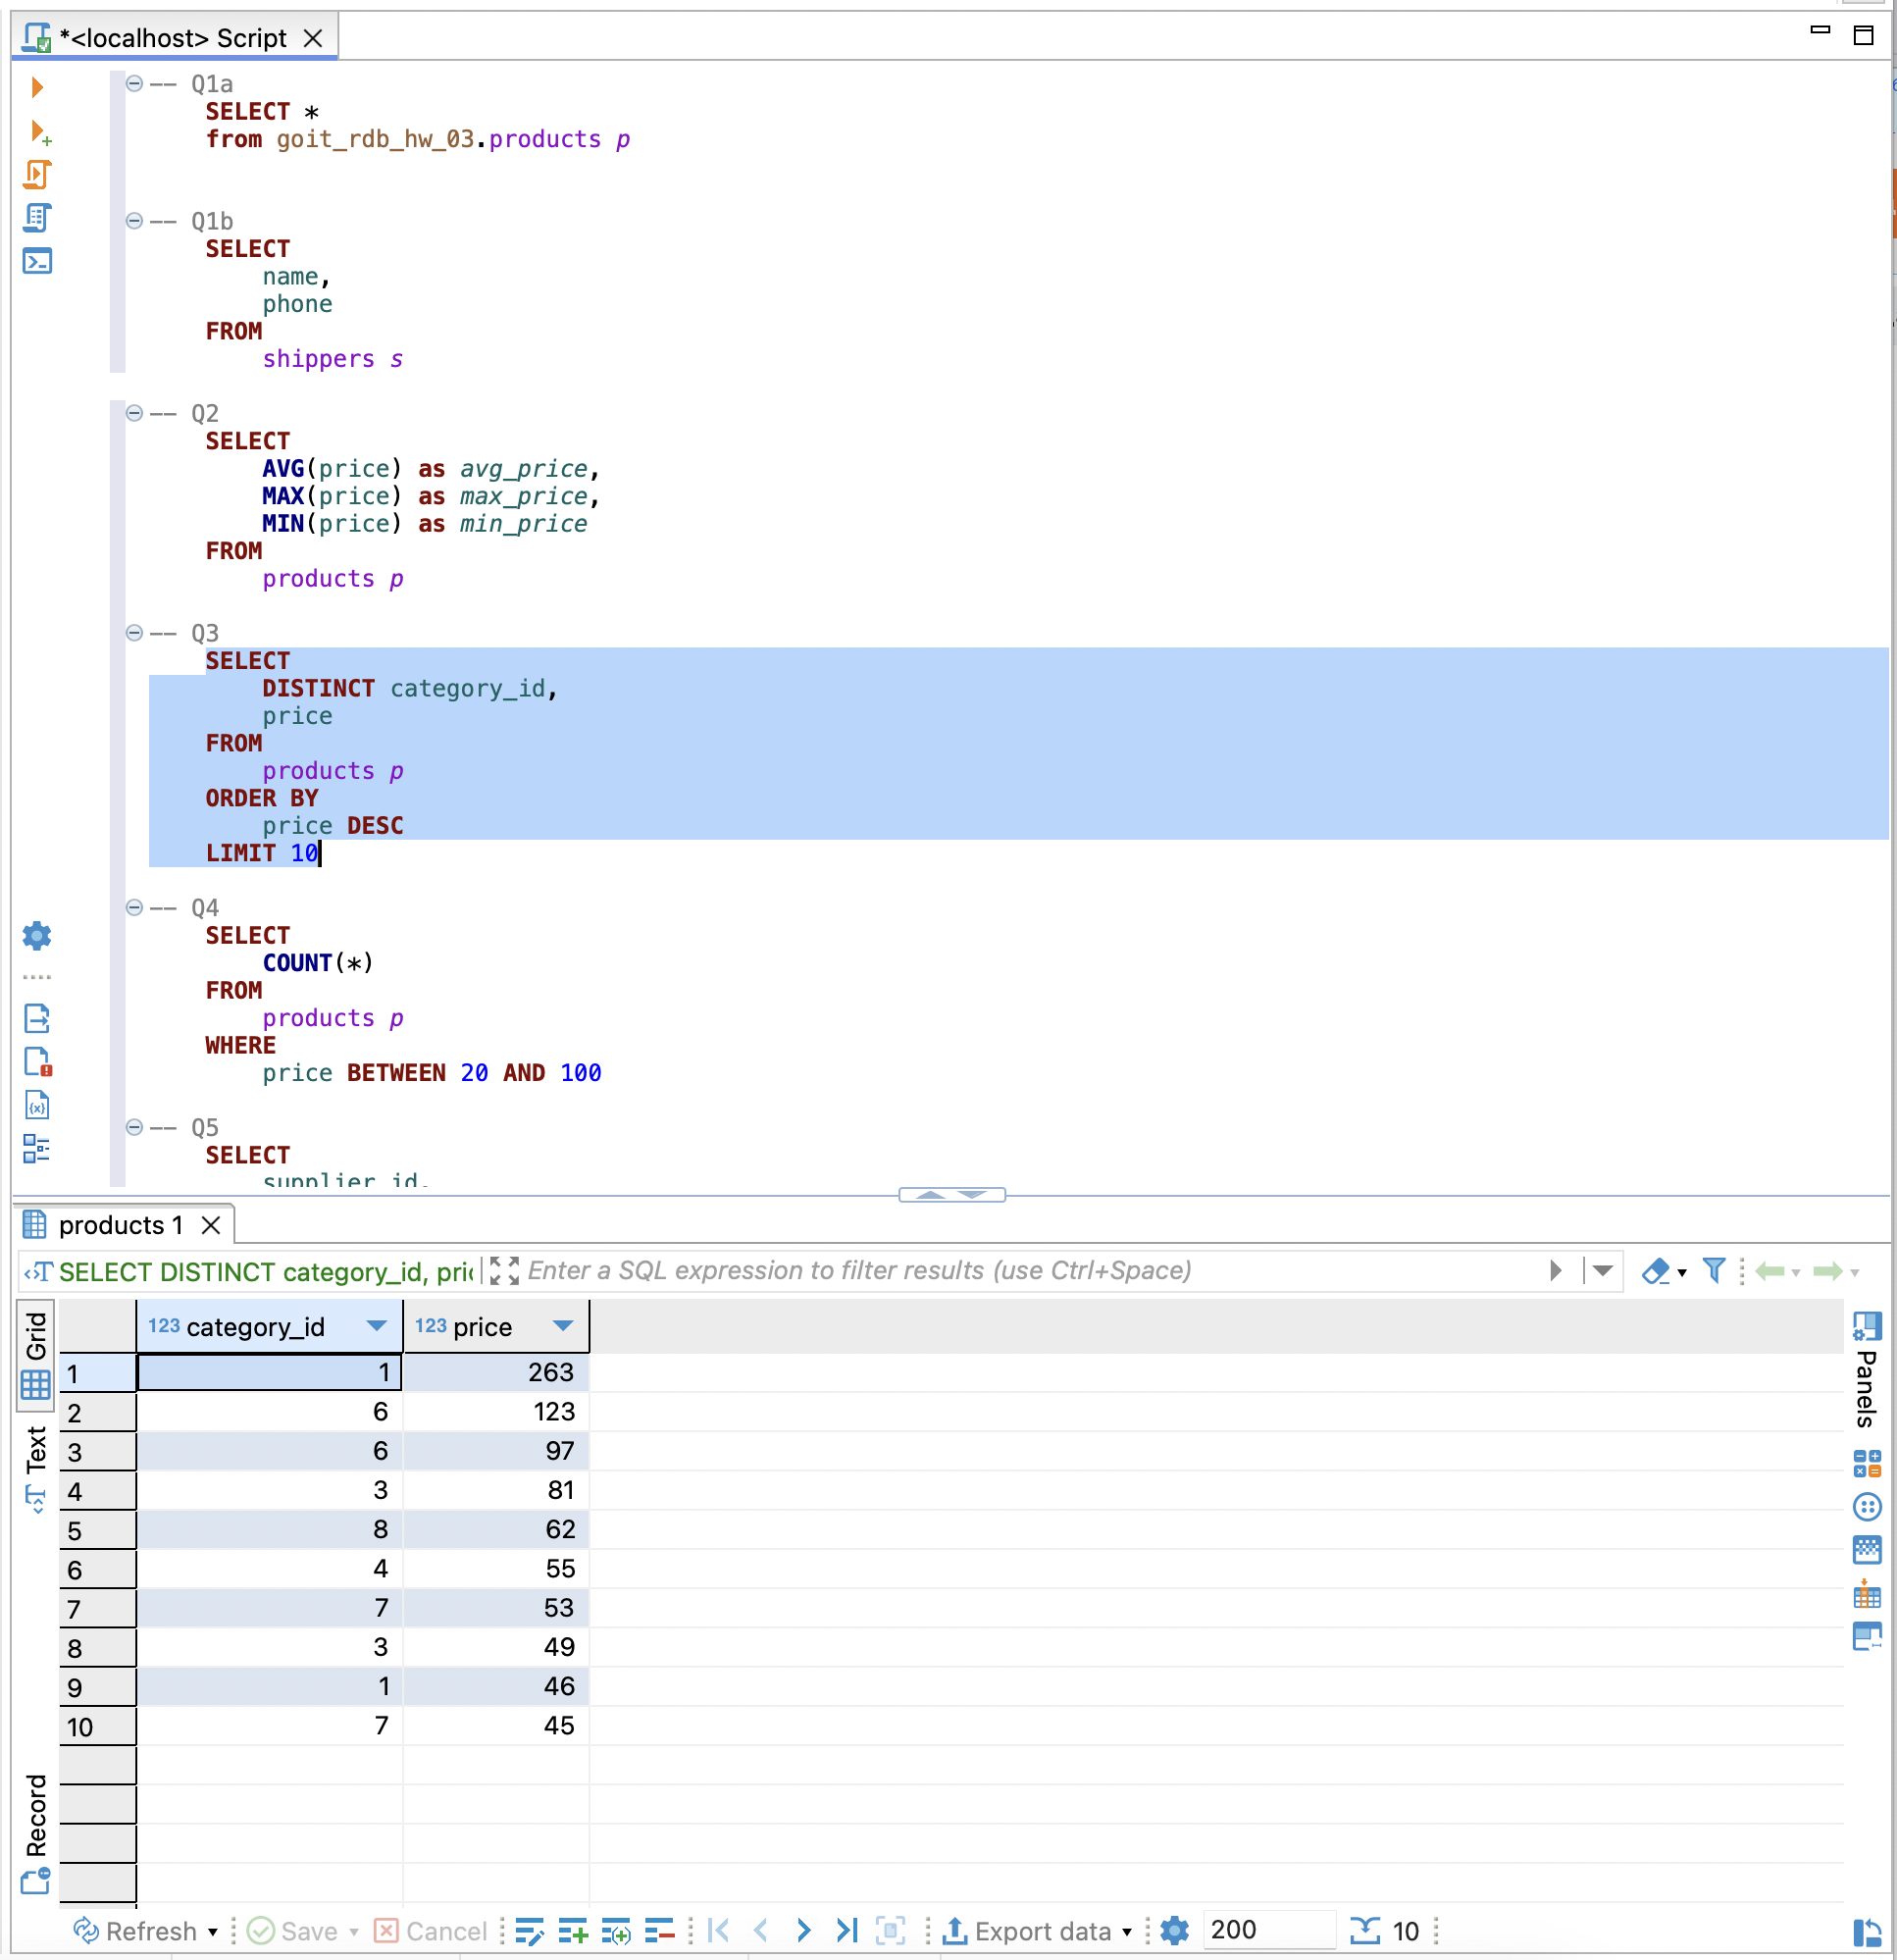 *<localhost> Script
-- Q1a
SELECT *
from goit_rdb_hw_03.products p
-- Q1b
SELECT
name,
phone
FROM
shippers s
-- Q2
SELECT
AVG(price) as avg_price,
MAX(price) as max_price,
MIN(price) as min_price
FROM
products p
-- Q3
SELECT
DISTINCT category_id,
price
FROM
products p
ORDER BY
price DESC
LIMIT 10
-- Q4
SELECT
COUNT(*)
FROM
products p
WHERE
price BETWEEN 20 AND 100
-- Q5
SELECT
supplier_id,
products 1
SELECT DISTINCT category_id, pric
Enter a SQL expression to filter results (use Ctrl+Space)
Grid
Text
Record
Panels
123 category_id 123 price
1 1 263
2 6 123
3 6 97
4 3 81
5 8 62
6 4 55
7 7 53
8 3 49
9 1 46
10 7 45
Refresh Save Cancel Export data 200 10